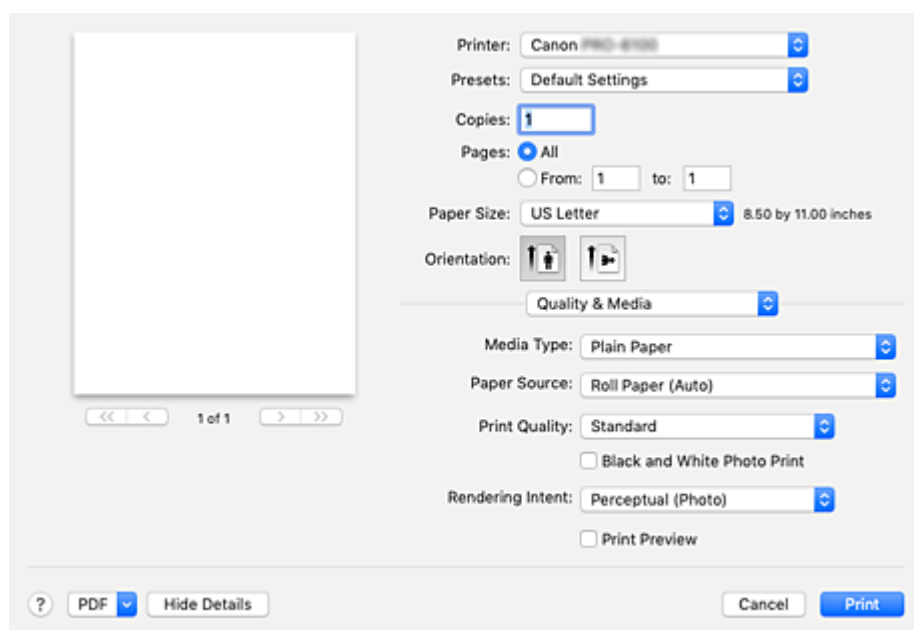 Printer: Canon
Presets: Default Settings
Copies: 1
Pages: All
From: 1 to: 1
Paper Size: US Letter 8.50 by 11.00 inches
Orientation:
Quality & Media
Media Type: Plain Paper
Paper Source: Roll Paper (Auto)
<< < 1 of 1 > >>
Print Quality: Standard
Black and White Photo Print
Rendering Intent: Perceptual (Photo)
Print Preview
? PDF Hide Details Cancel Print